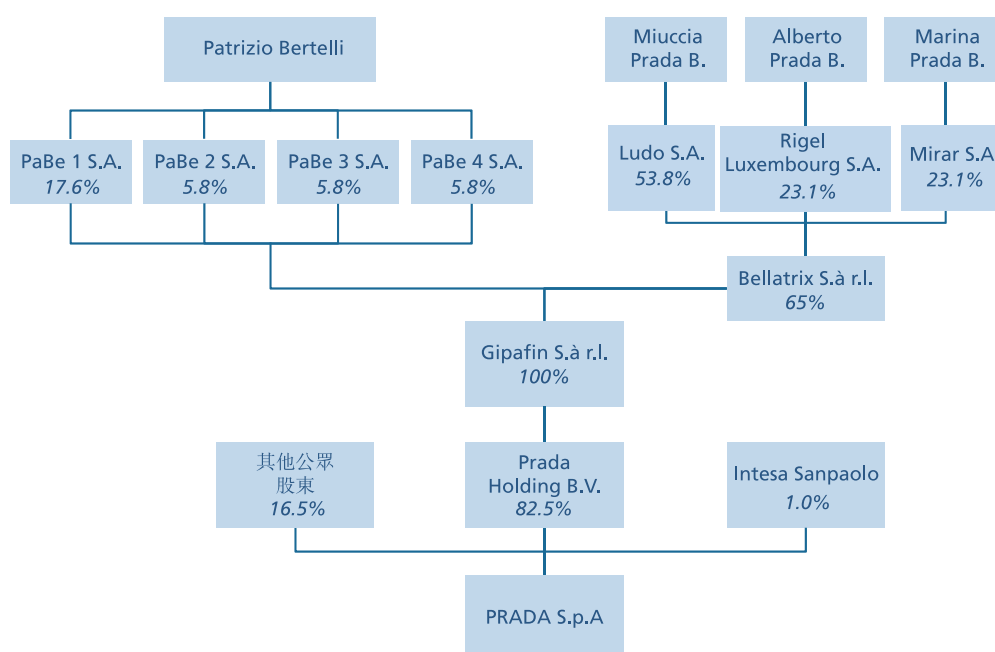 Patrizio Bertelli
Miuccia
Prada B.
Alberto
Prada B.
Marina
Prada B.
PaBe 1 S.A.
17.6%
PaBe 2 S.A.
5.8%
PaBe 3 S.A.
5.8%
PaBe 4 S.A.
5.8%
Ludo S.A.
53.8%
Rigel
Luxembourg S.A.
23.1%
Mirar S.A
23.1%
Bellatrix S.à r.l.
65%
Gipafin S.à r.l.
100%
其他公眾
股東
16.5%
Prada
Holding B.V.
82.5%
Intesa Sanpaolo
1.0%
PRADA S.p.A